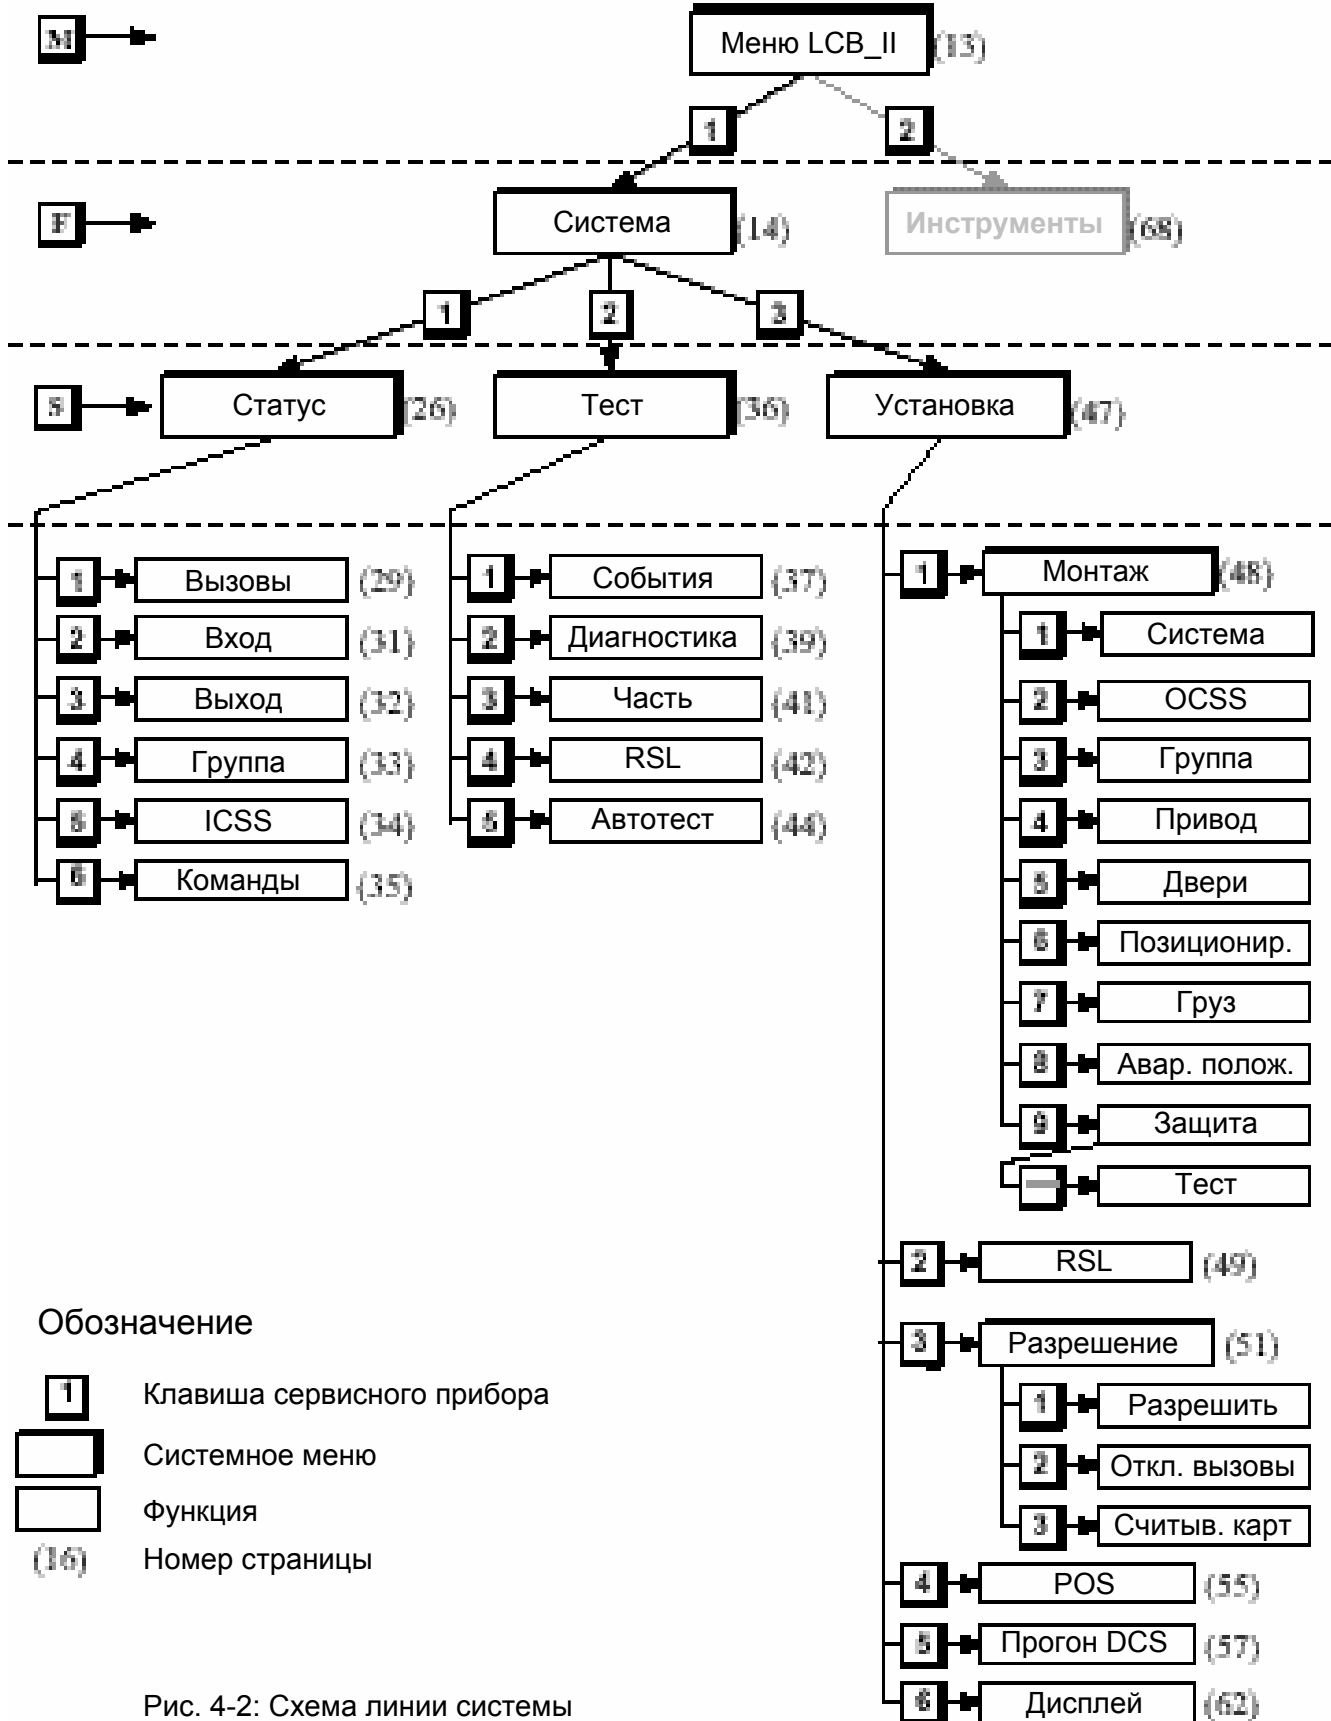 M
Меню LCB_II (13)
1 2
F
Система (14)
Инструменты (68)
1 2 3
S
Статус (26)
Тест (36)
Установка (47)
1 Вызовы (29)
2 Вход (31)
3 Выход (32)
4 Группа (33)
5 ICSS (34)
6 Команды (35)
1 События (37)
2 Диагностика (39)
3 Часть (41)
4 RSL (42)
5 Автотест (44)
1 Монтаж (48)
1 Система
2 OCSS
3 Группа
4 Привод
5 Двери
6 Позиционир.
7 Груз
8 Авар. полож.
9 Защита
Тест
2 RSL (49)
3 Разрешение (51)
1 Разрешить
2 Откл. вызовы
3 Считыв. карт
4 POS (55)
5 Прогон DCS (57)
6 Дисплей (62)
Обозначение
1 Клавиша сервисного прибора
Системное меню
Функция
(16) Номер страницы
Рис. 4-2: Схема линии системы